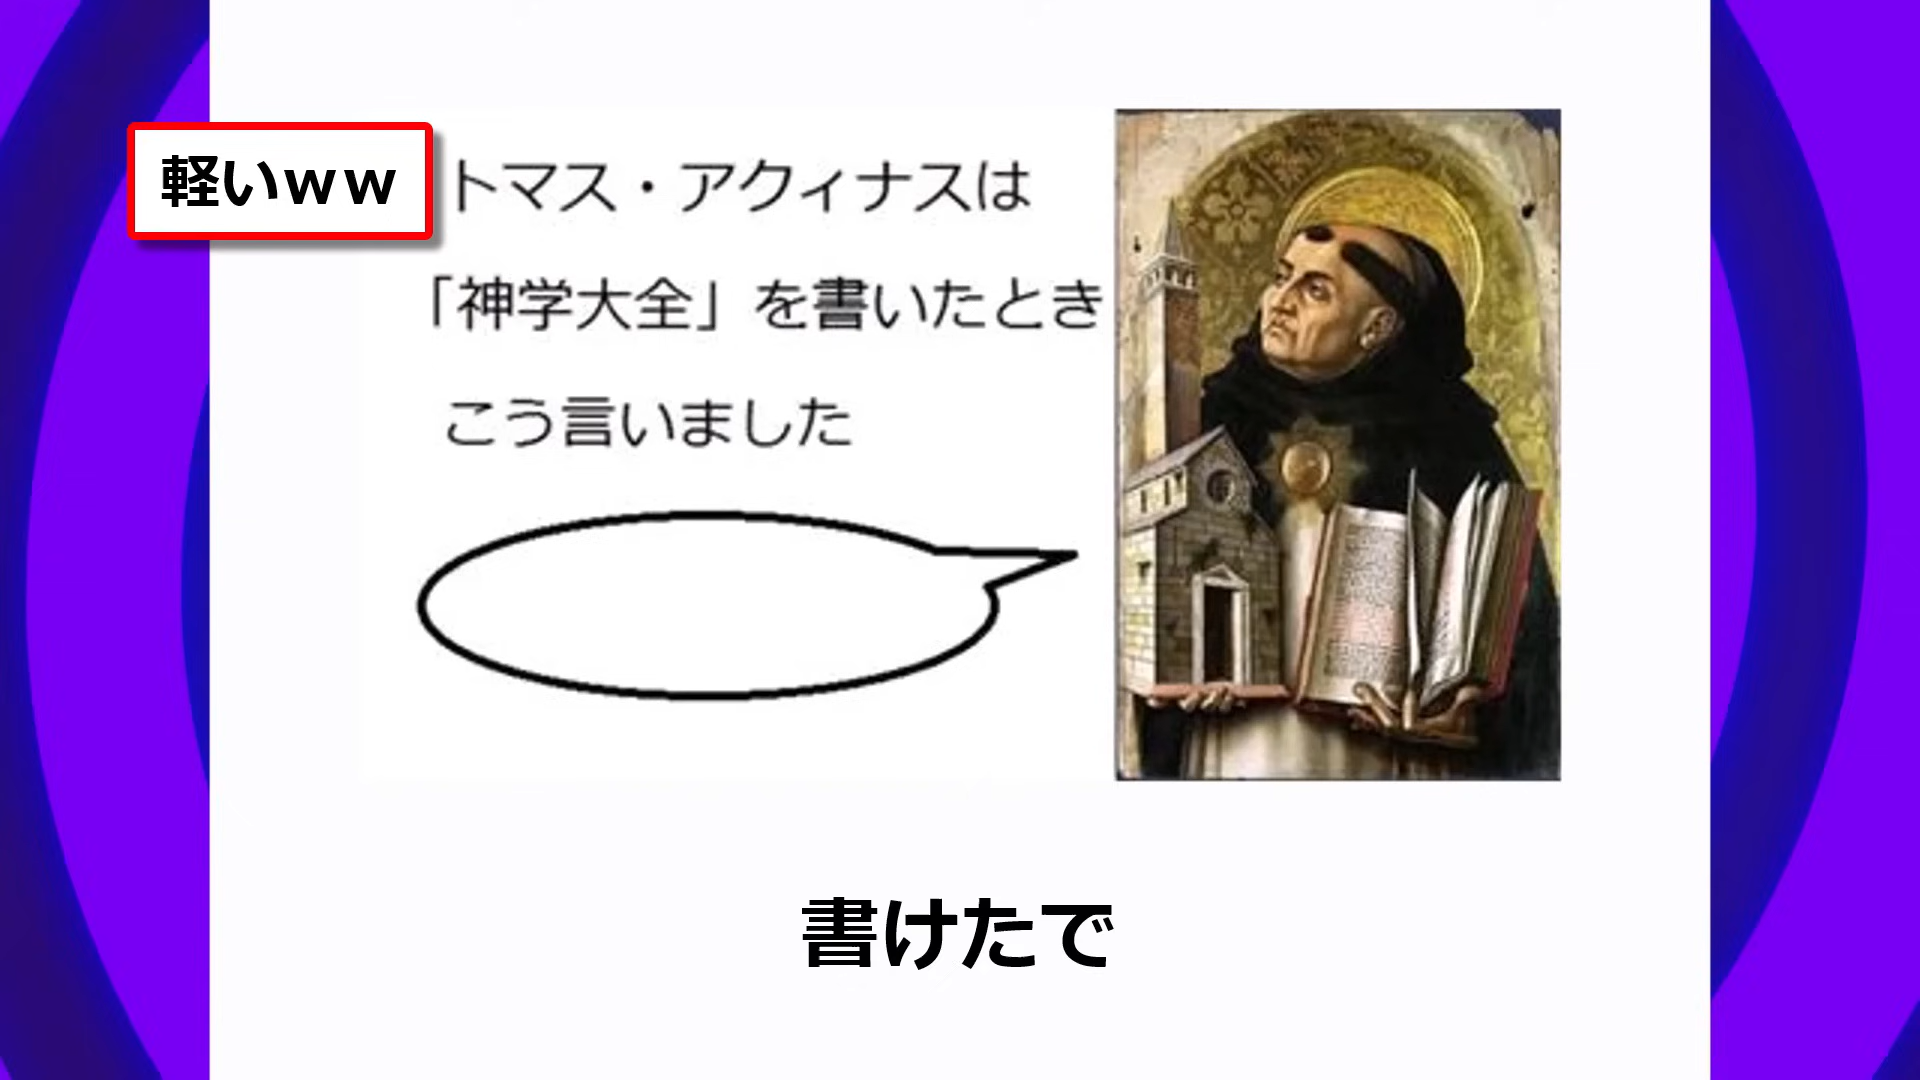 軽いｗｗ
トマス・アクィナスは
「神学大全」を書いたとき
こう言いました
書けたで